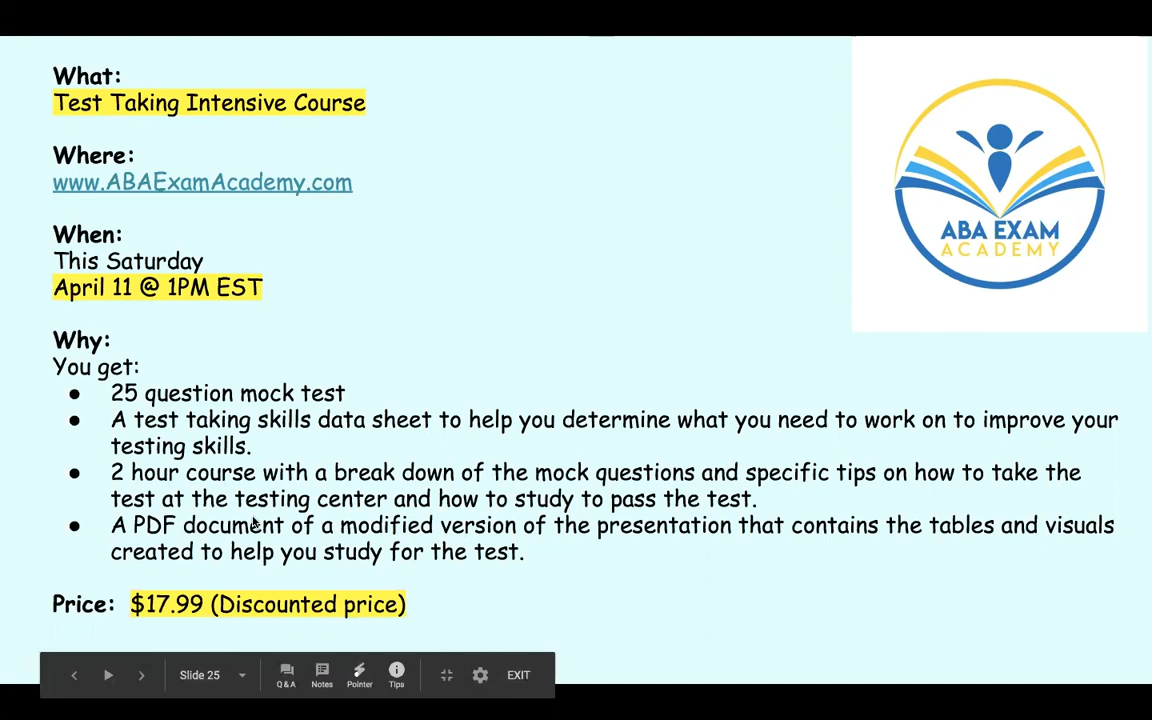 What:
Test Taking Intensive Course
Where:
www.ABAExamAcademy.com
When:
This Saturday
April 11 @ 1PM EST
Why:
You get:
● 25 question mock test
● A test taking skills data sheet to help you determine what you need to work on to improve your
testing skills.
● 2 hour course with a break down of the mock questions and specific tips on how to take the
test at the testing center and how to study to pass the test.
● A PDF document of a modified version of the presentation that contains the tables and visuals
created to help you study for the test.
Price: $17.99 (Discounted price)
ABA EXAM
ACADEMY
Slide 25
Q & A
Notes
Pointer
Tips
EXIT